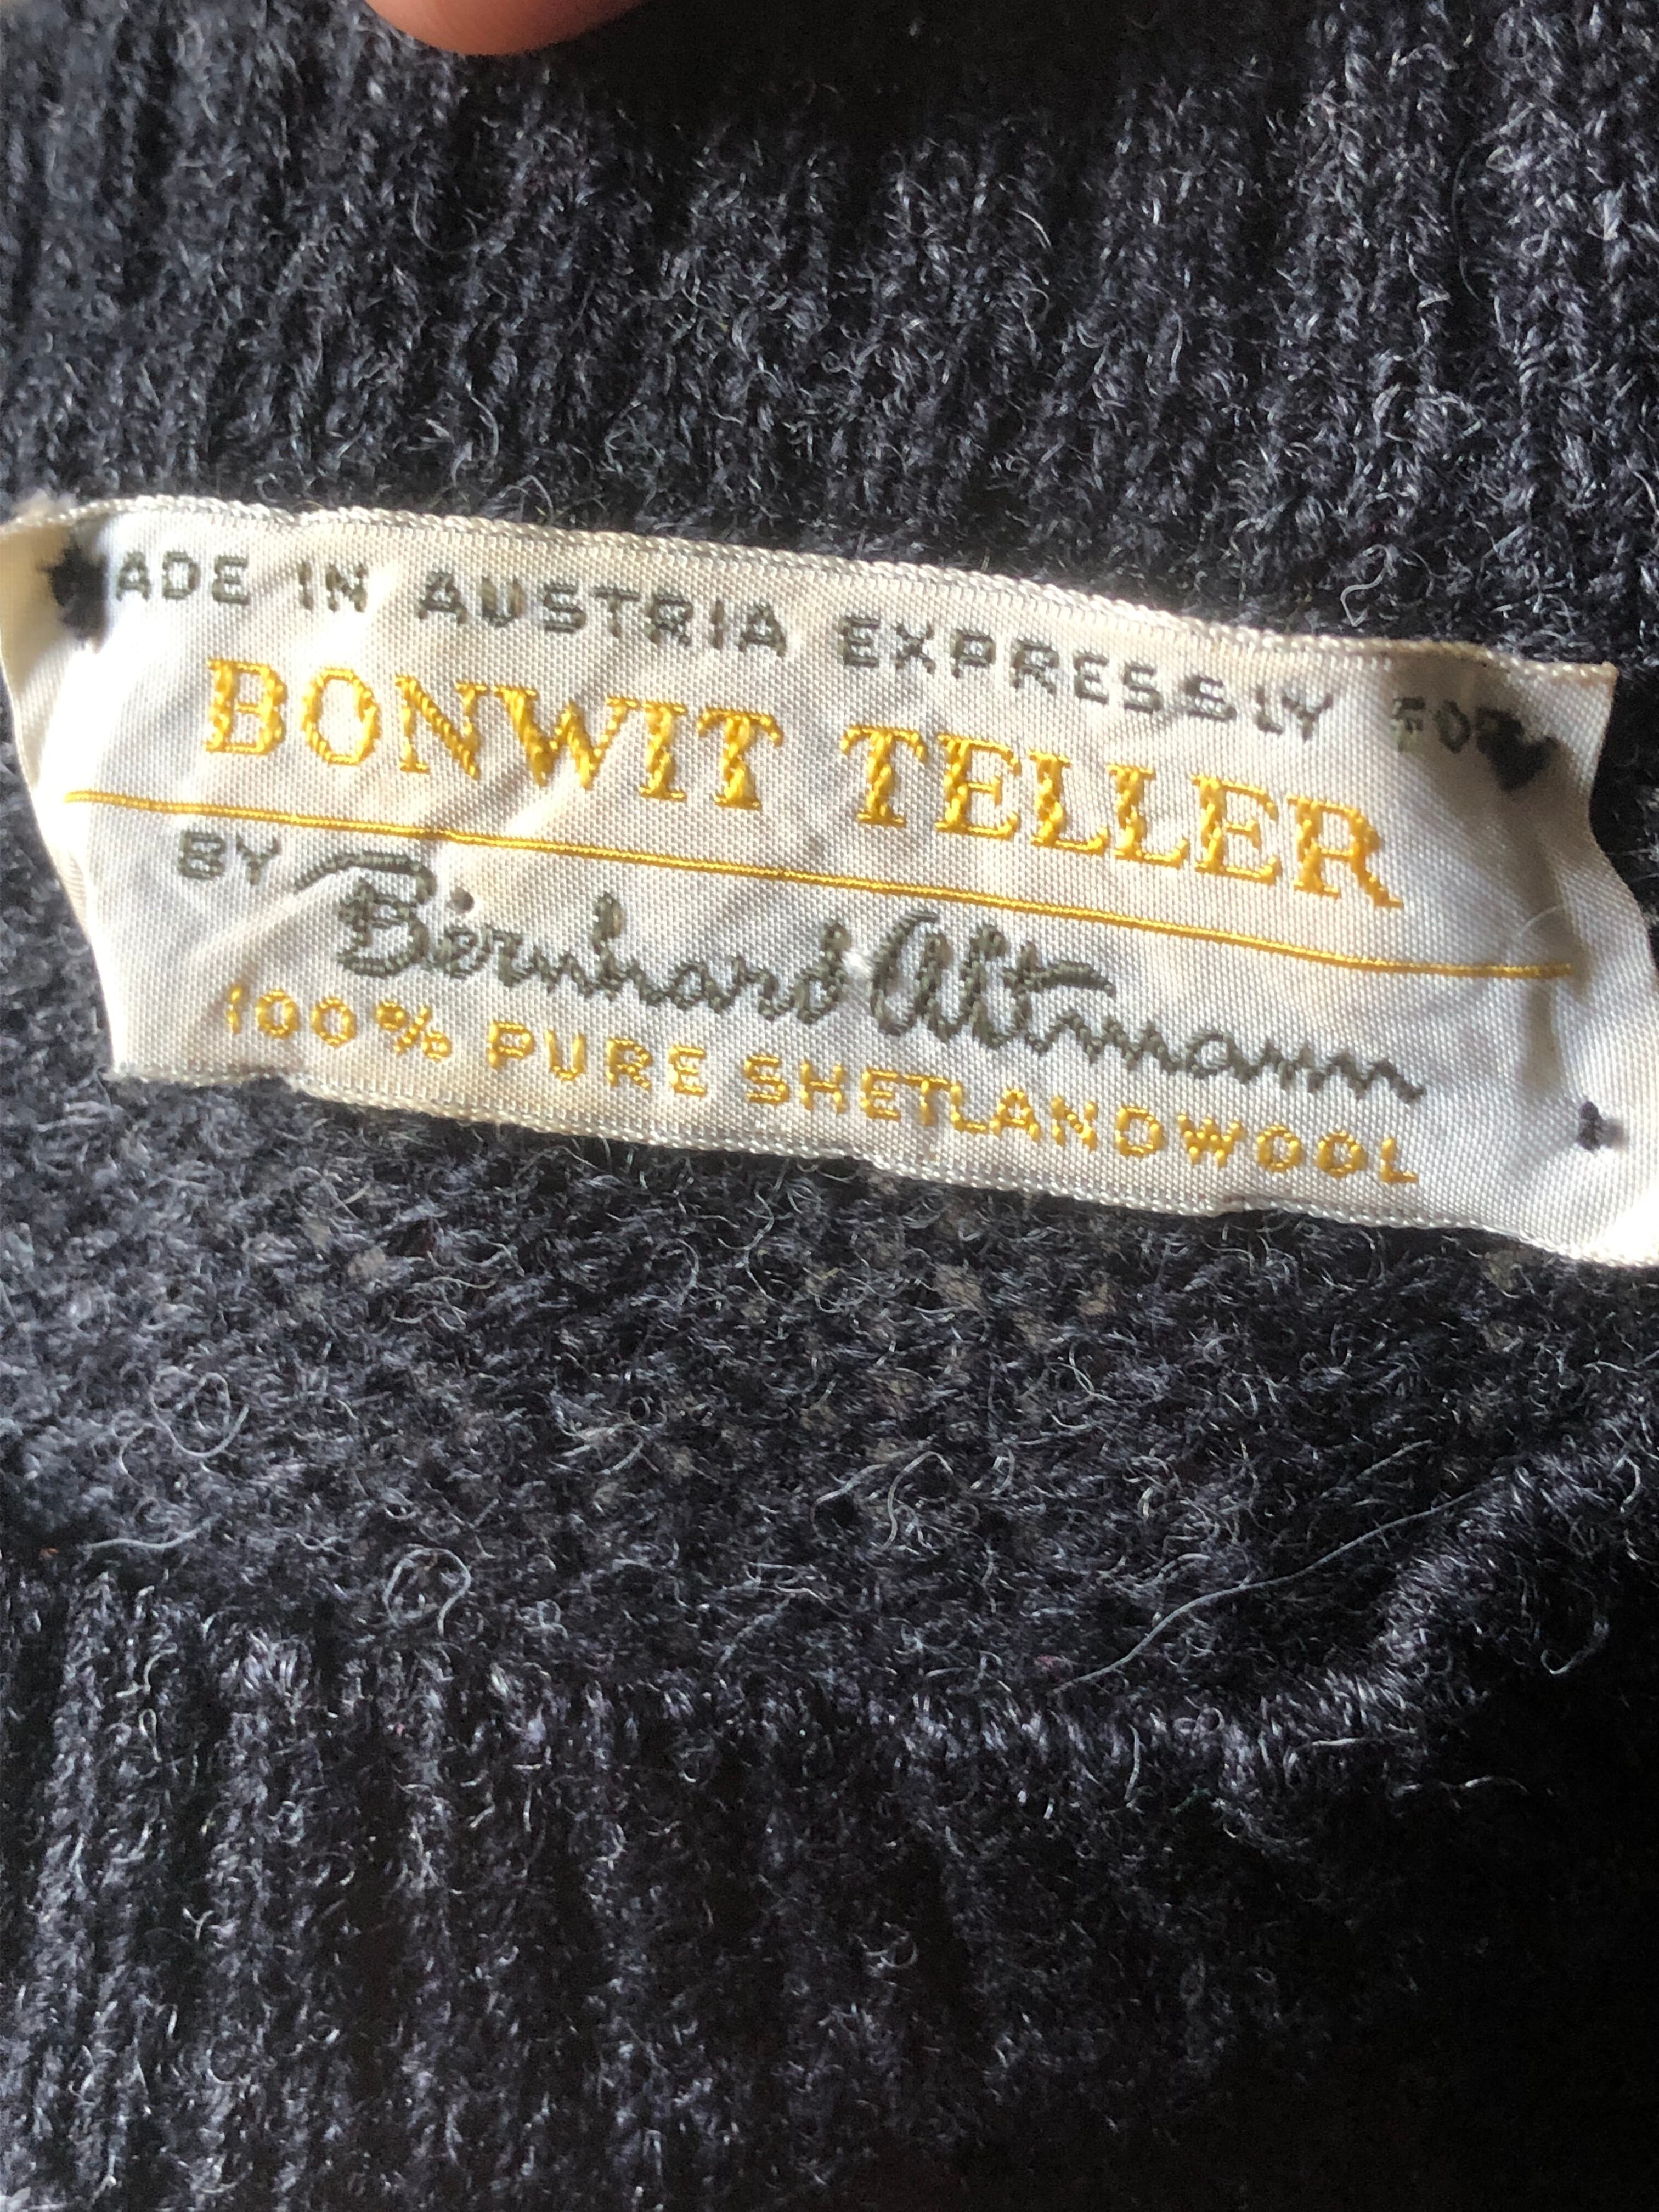 MADE IN AUSTRIA EXPRESSLY FOR
BONWIT TELLER
BY Bernhard Altmann
100% PURE SHETLANDWOOL